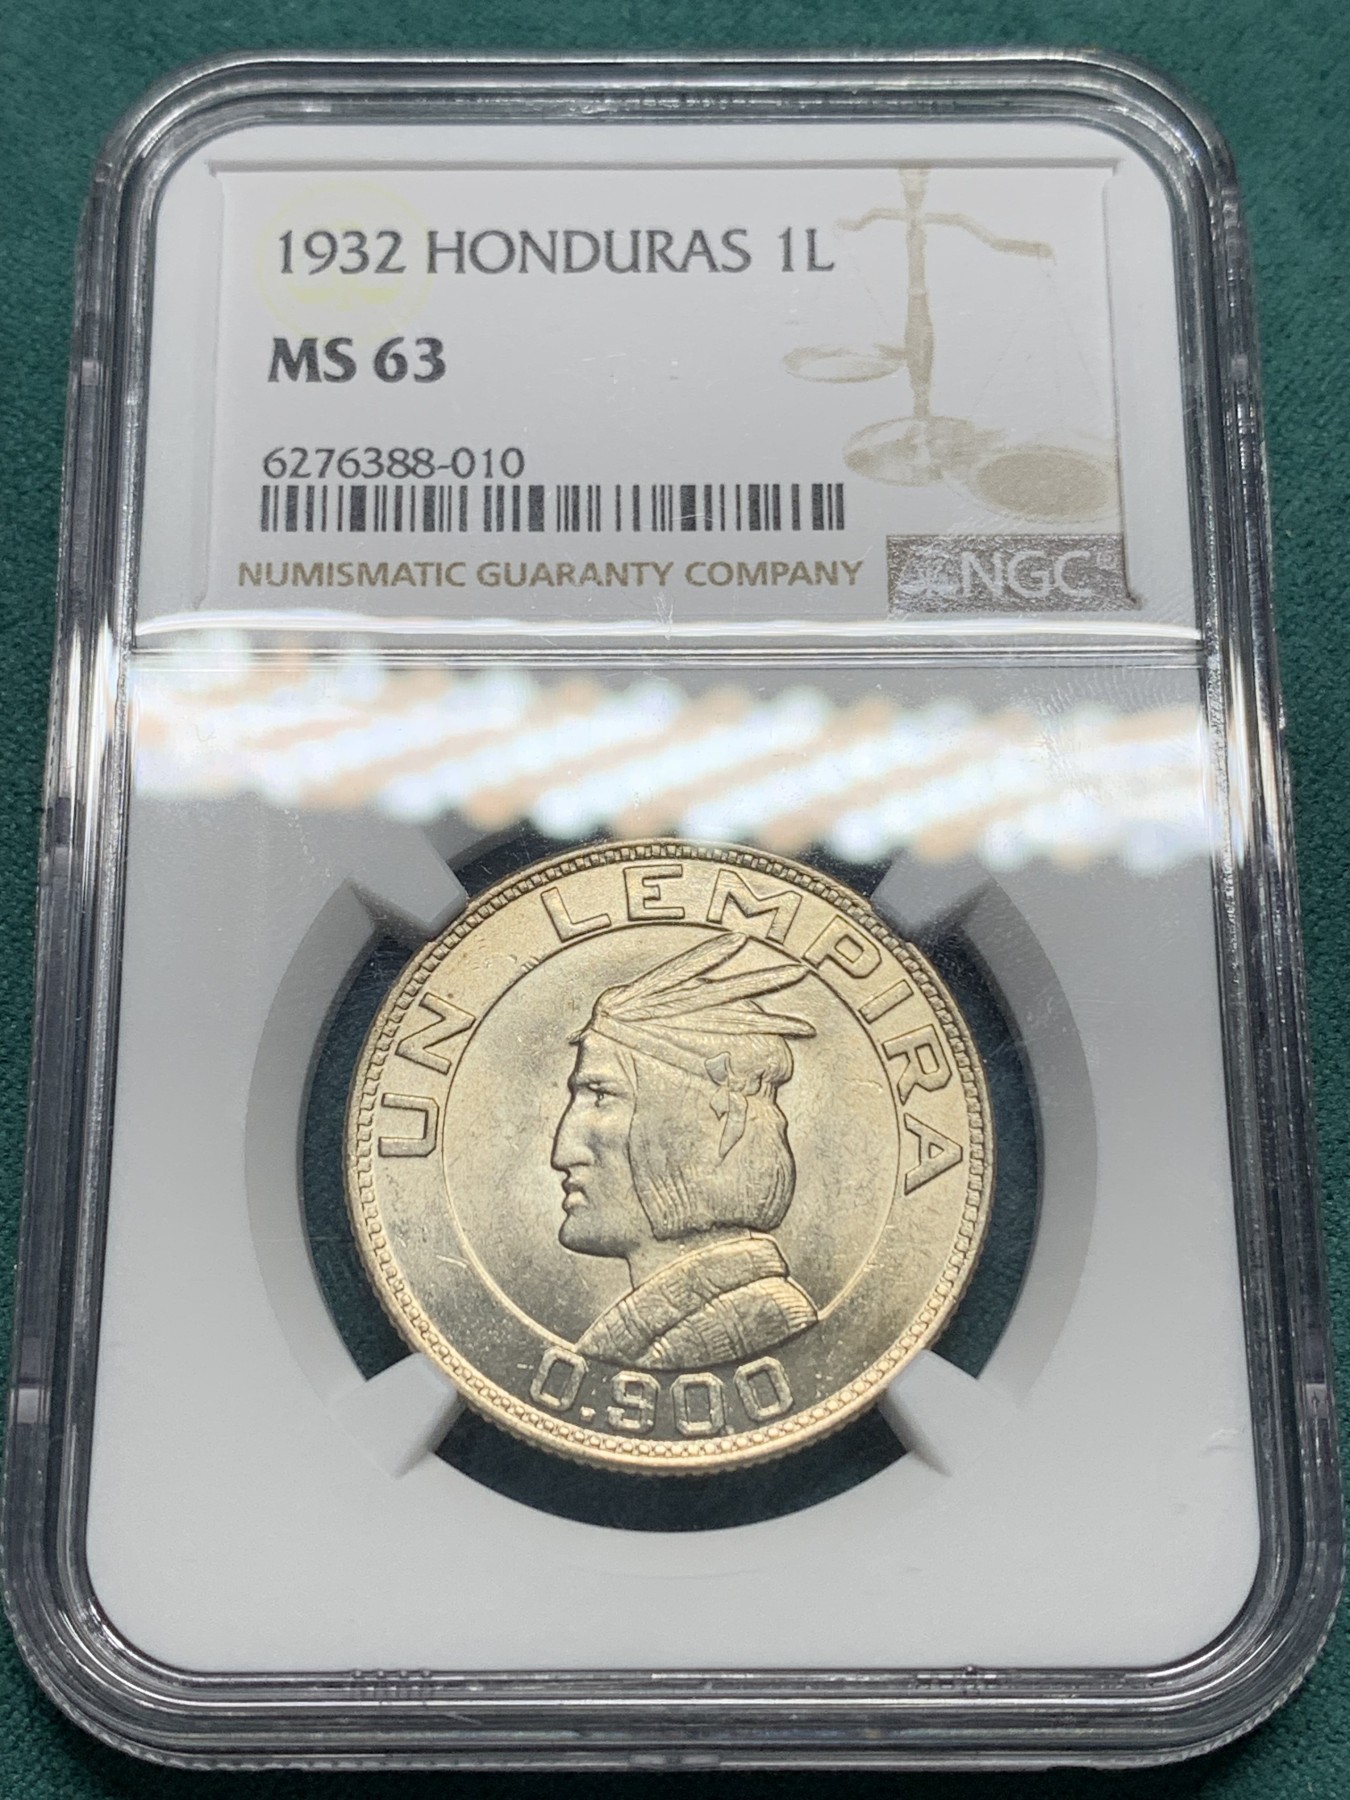 1932 HONDURAS 1L
MS 63
6276388-010
NUMISMATIC GUARANTY COMPANY
NGC
UN LEMPIRA
0.900